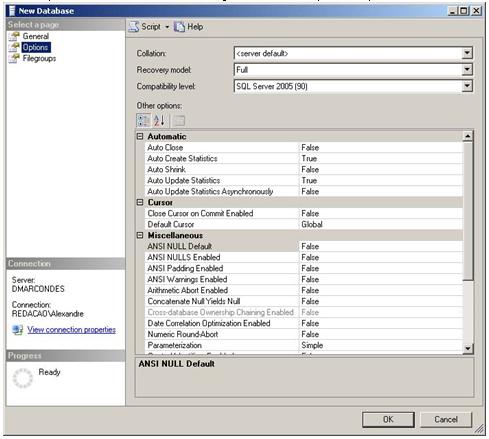 New Database
Select a page
General
Options
Filegroups
Script
Help
Collation:
<server default>
Recovery model:
Full
Compatibility level:
SQL Server 2005 (90)
Other options:
Automatic
Auto Close False
Auto Create Statistics True
Auto Shrink False
Auto Update Statistics True
Auto Update Statistics Asynchronously False
Cursor
Close Cursor on Commit Enabled False
Default Cursor Global
Miscellaneous
ANSI NULL Default False
ANSI NULLS Enabled False
ANSI Padding Enabled False
ANSI Warnings Enabled False
Arithmetic Abort Enabled False
Concatenate Null Yields Null False
Cross-database Ownership Chaining Enabled False
Date Correlation Optimization Enabled False
Numeric Round-Abort False
Parameterization Simple
ANSI NULL Default
Connection
Server:
DMARCONDES
Connection:
REDACAO\Alexandre
View connection properties
Progress
Ready
OK
Cancel